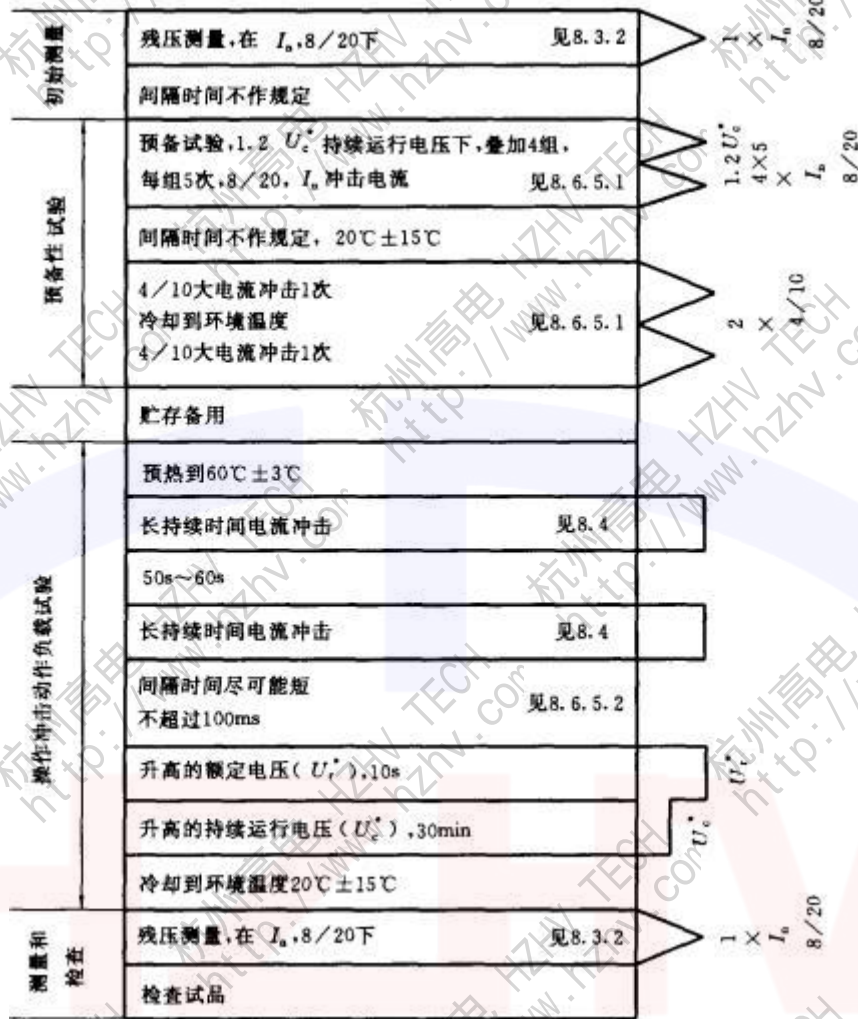 初始测量
残压测量,在 Iₙ,8/20下 见8.3.2
1 × Iₙ 8/20
间隔时间不作规定
预备性试验
预备试验,1.2 U꜀* 持续运行电压下,叠加4组,
每组5次,8/20, Iₙ 冲击电流 见8.6.5.1
1.2U꜀* 4×5 × Iₙ 8/20
间隔时间不作规定, 20℃±15℃
4/10大电流冲击1次
冷却到环境温度 见8.6.5.1
4/10大电流冲击1次
2 × 4/10
贮存备用
操作冲击动作负载试验
预热到60℃±3℃
长持续时间电流冲击 见8.4
50s~60s
长持续时间电流冲击 见8.4
间隔时间尽可能短
不超过100ms 见8.6.5.2
升高的额定电压(Uᵣ*),10s
Uᵣ*
升高的持续运行电压(U꜀*),30min
U꜀*
冷却到环境温度20℃±15℃
测量和
检查
残压测量,在 Iₙ,8/20下 见8.3.2
1 × Iₙ 8/20
检查试品
杭州高电 HZHV TECH
http://www.hzhv.com